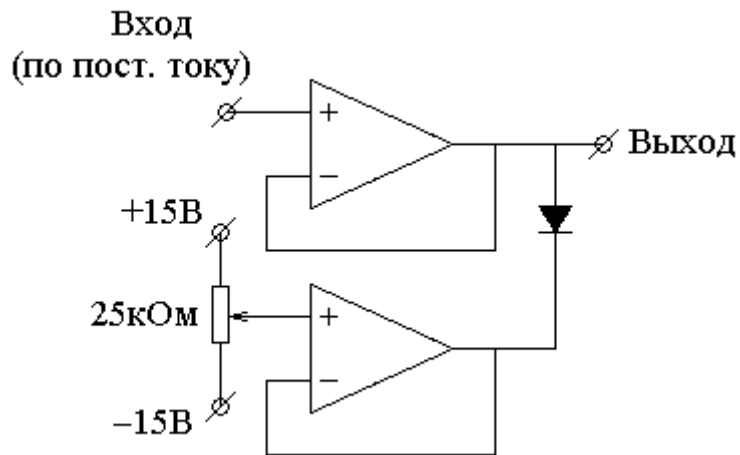 Вход
(по пост. току)
+
−
Выход
+15В
25кОм
+
−
−15В